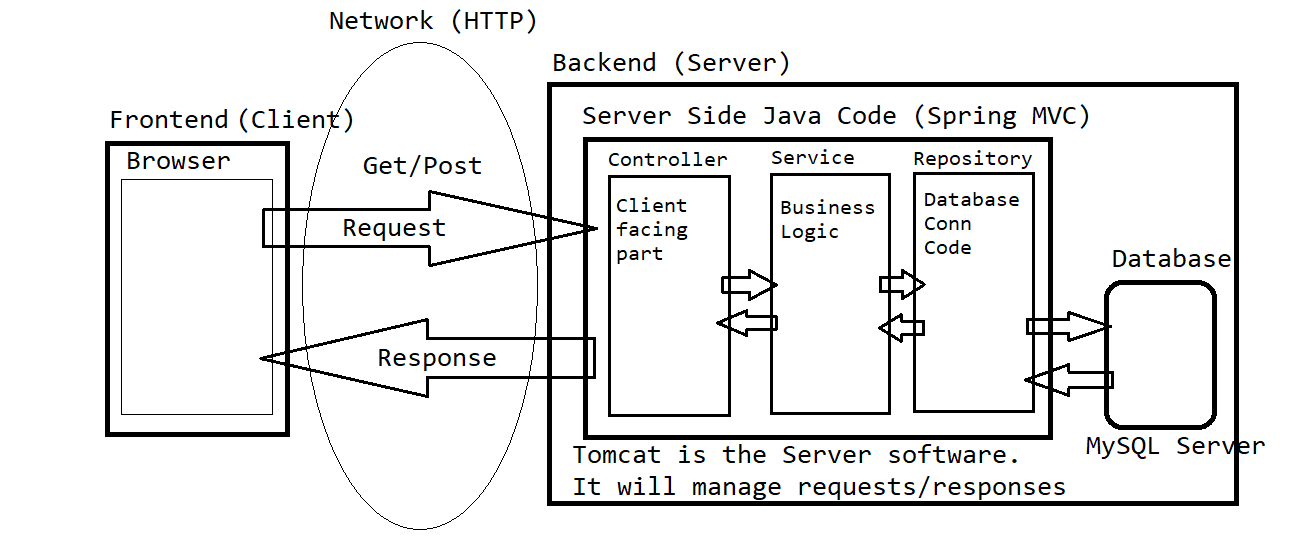 Network (HTTP)
Backend (Server)
Frontend (Client)
Server Side Java Code (Spring MVC)
Browser
Get/Post
Controller
Service
Repository
Request
Client
facing
part
Business
Logic
Database
Conn
Code
Database
Response
MySQL Server
Tomcat is the Server software.
It will manage requests/responses